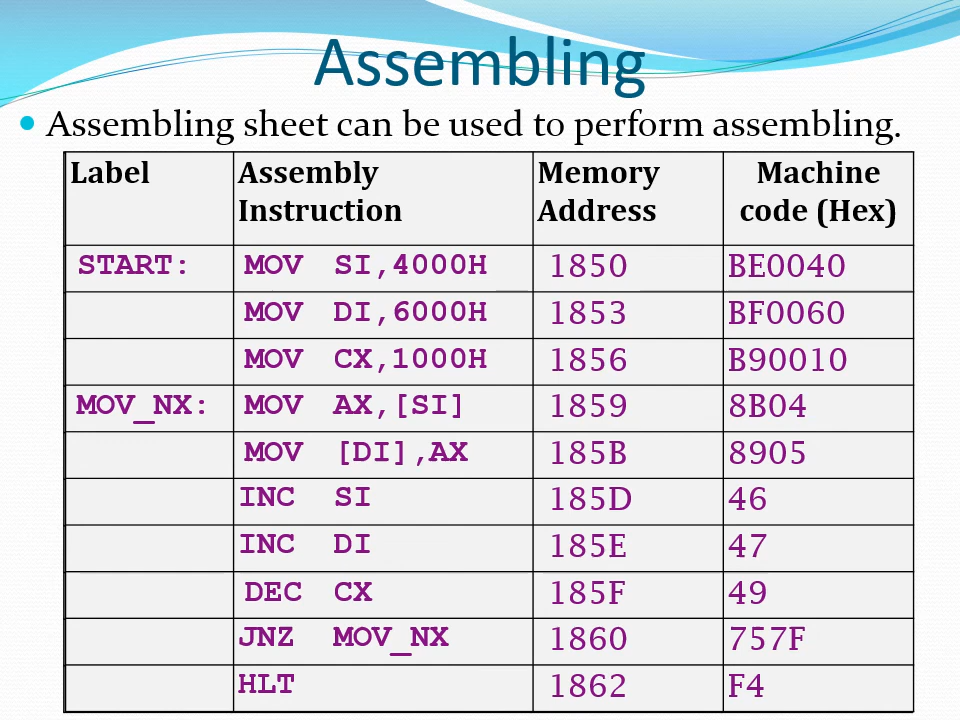 Assembling
Assembling sheet can be used to perform assembling.
Label Assembly Instruction Memory Address Machine code (Hex)
START: MOV SI,4000H 1850 BE0040
MOV DI,6000H 1853 BF0060
MOV CX,1000H 1856 B90010
MOV_NX: MOV AX,[SI] 1859 8B04
MOV [DI],AX 185B 8905
INC SI 185D 46
INC DI 185E 47
DEC CX 185F 49
JNZ MOV_NX 1860 757F
HLT 1862 F4